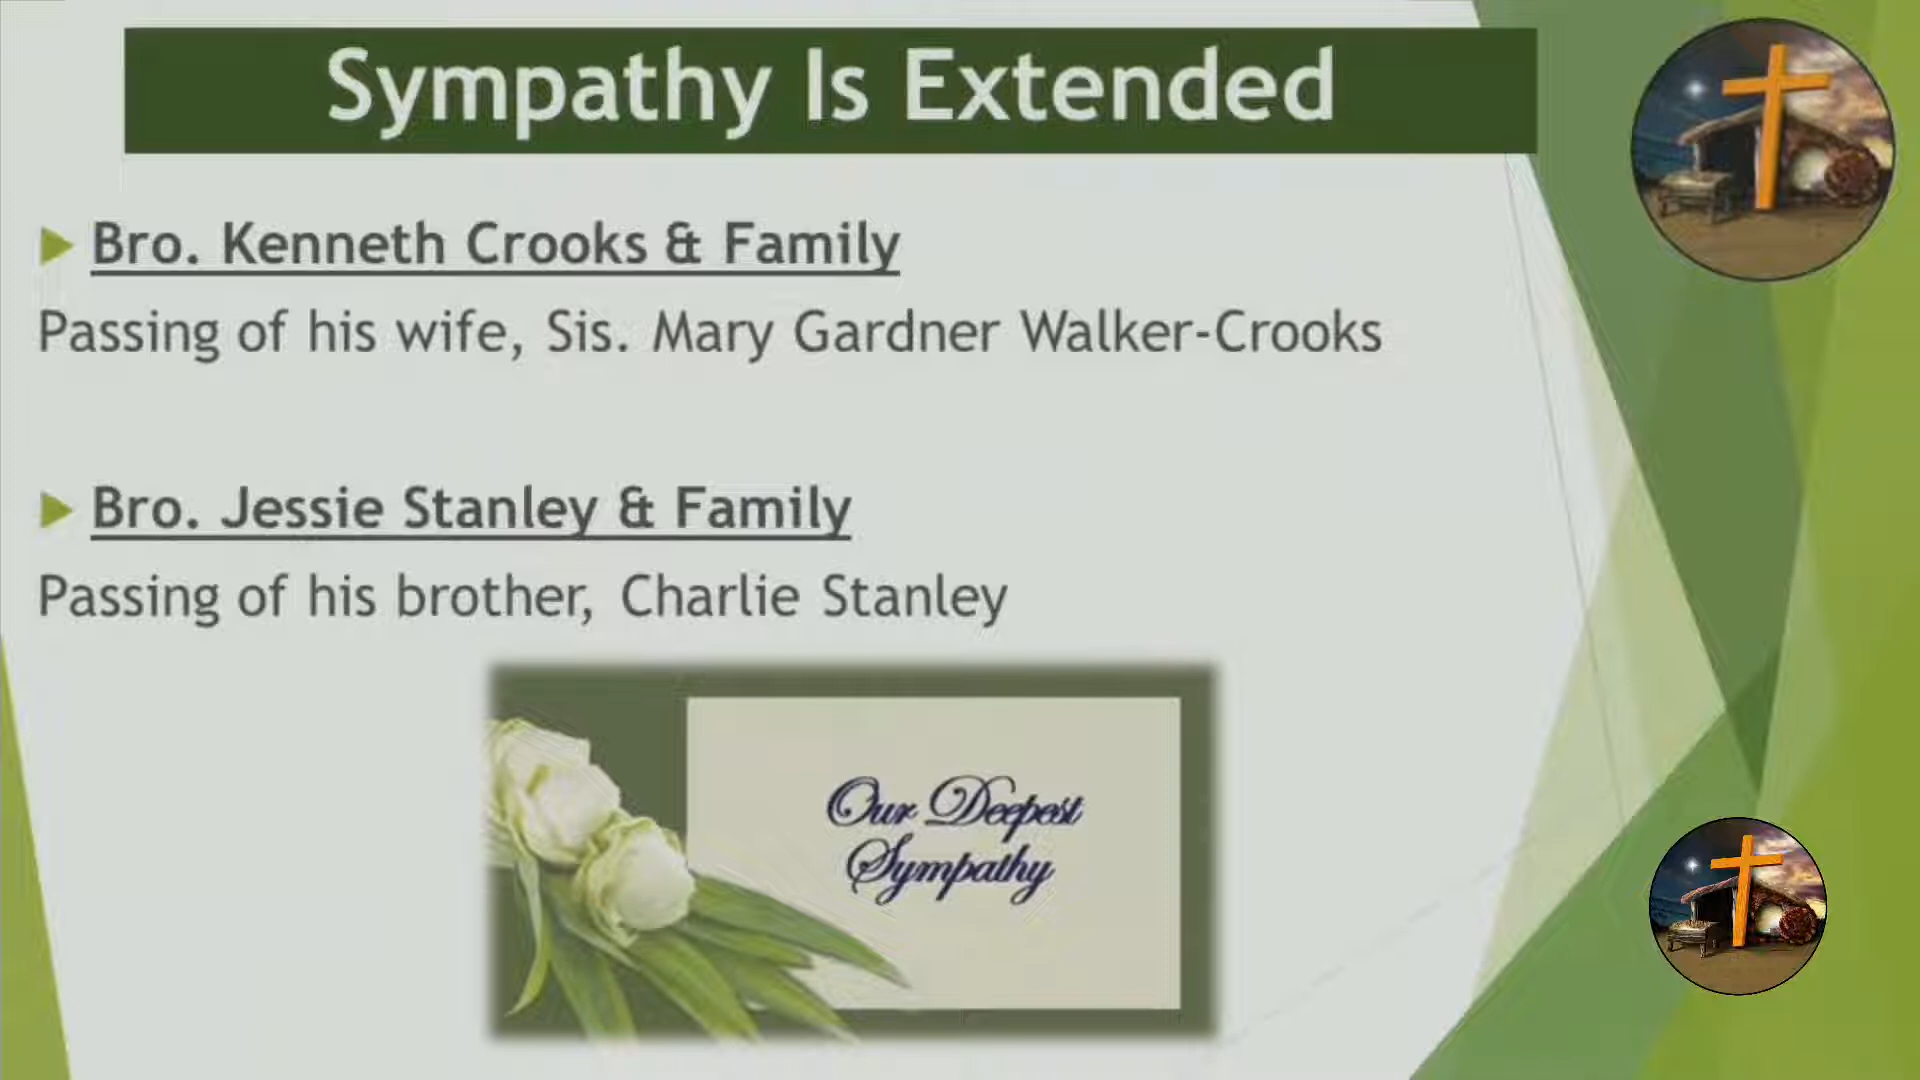 Sympathy Is Extended
Bro. Kenneth Crooks & Family
Passing of his wife, Sis. Mary Gardner Walker-Crooks
Bro. Jessie Stanley & Family
Passing of his brother, Charlie Stanley
Our Deepest
Sympathy